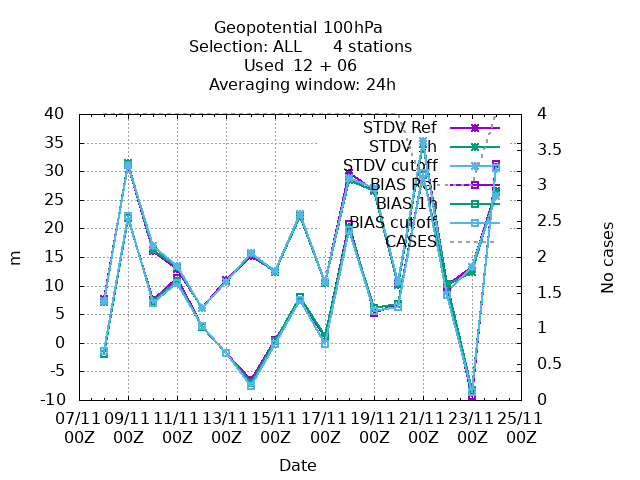 Geopotential 100hPa
Selection: ALL 4 stations
Used 12 + 06
Averaging window: 24h
40 4
35 3.5
30 3
25 2.5
20 2
15 1.5
10 1
5 0.5
0 0
-5
-10
STDV Ref
STDV 1h
STDV cutoff
BIAS Ref
BIAS 1h
BIAS cutoff
CASES
m
No cases
07/11 09/11 11/11 13/11 15/11 17/11 19/11 21/11 23/11 25/11
00Z 00Z 00Z 00Z 00Z 00Z 00Z 00Z 00Z 00Z
Date